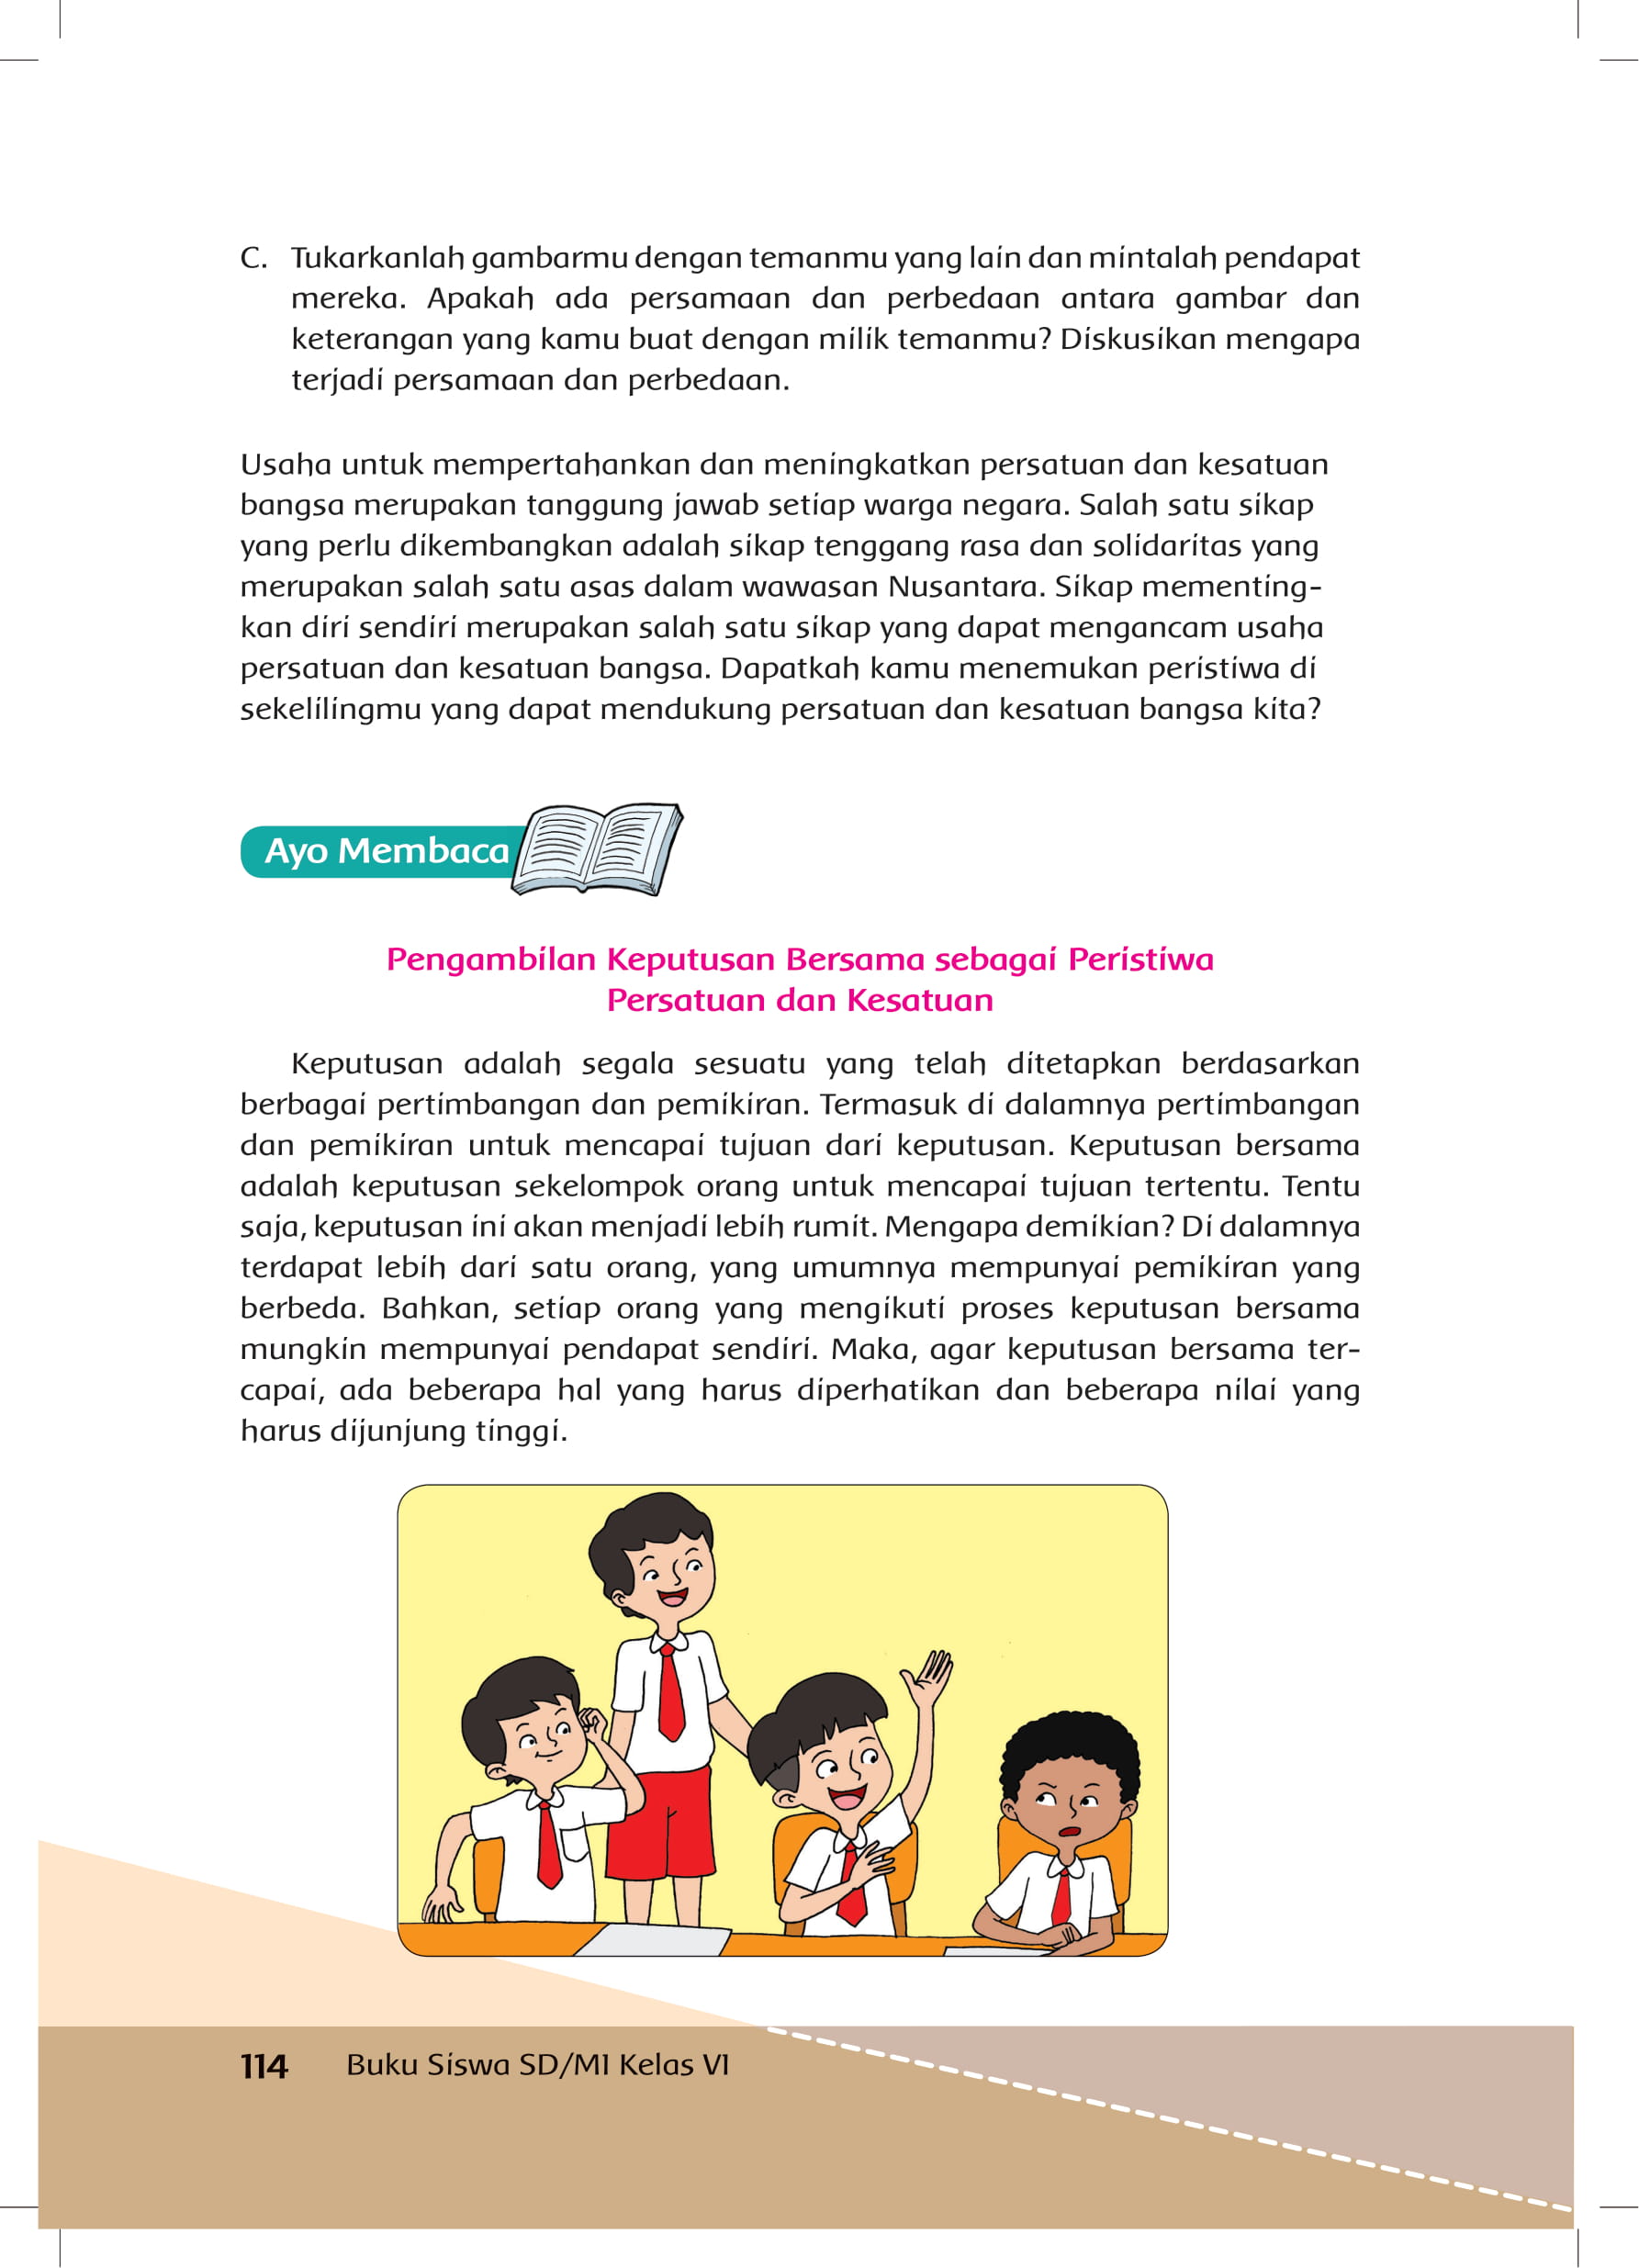 C. Tukarkanlah gambarmu dengan temanmu yang lain dan mintalah pendapat
mereka. Apakah ada persamaan dan perbedaan antara gambar dan
keterangan yang kamu buat dengan milik temanmu? Diskusikan mengapa
terjadi persamaan dan perbedaan.
Usaha untuk mempertahankan dan meningkatkan persatuan dan kesatuan
bangsa merupakan tanggung jawab setiap warga negara. Salah satu sikap
yang perlu dikembangkan adalah sikap tenggang rasa dan solidaritas yang
merupakan salah satu asas dalam wawasan Nusantara. Sikap mementing-
kan diri sendiri merupakan salah satu sikap yang dapat mengancam usaha
persatuan dan kesatuan bangsa. Dapatkah kamu menemukan peristiwa di
sekelilingmu yang dapat mendukung persatuan dan kesatuan bangsa kita?
Ayo Membaca
Pengambilan Keputusan Bersama sebagai Peristiwa
Persatuan dan Kesatuan
Keputusan adalah segala sesuatu yang telah ditetapkan berdasarkan
berbagai pertimbangan dan pemikiran. Termasuk di dalamnya pertimbangan
dan pemikiran untuk mencapai tujuan dari keputusan. Keputusan bersama
adalah keputusan sekelompok orang untuk mencapai tujuan tertentu. Tentu
saja, keputusan ini akan menjadi lebih rumit. Mengapa demikian? Di dalamnya
terdapat lebih dari satu orang, yang umumnya mempunyai pemikiran yang
berbeda. Bahkan, setiap orang yang mengikuti proses keputusan bersama
mungkin mempunyai pendapat sendiri. Maka, agar keputusan bersama ter-
capai, ada beberapa hal yang harus diperhatikan dan beberapa nilai yang
harus dijunjung tinggi.
114 Buku Siswa SD/MI Kelas VI